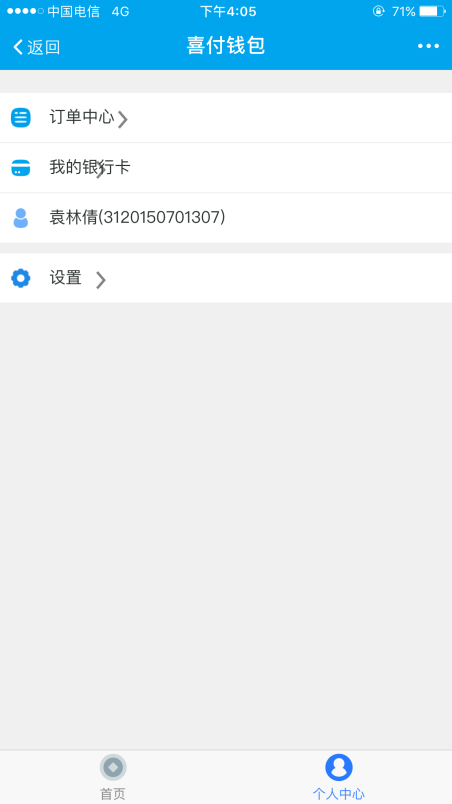 中国电信 4G 下午4:05 71%
返回 喜付钱包
订单中心
我的银行卡
袁林倩(3120150701307)
设置
首页 个人中心